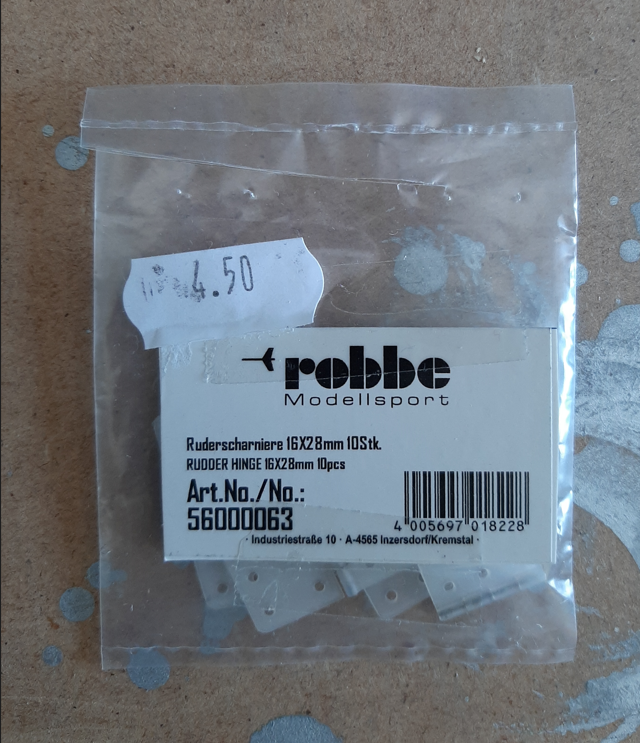 4.50
robbe
Modellsport
Ruderscharniere 16X28mm 10Stk.
RUDDER HINGE 16X28mm 10pcs
Art.No./No.:
56000063
4 005697 018228
· Industriestraße 10 · A-4565 Inzersdorf/Kremstal ·